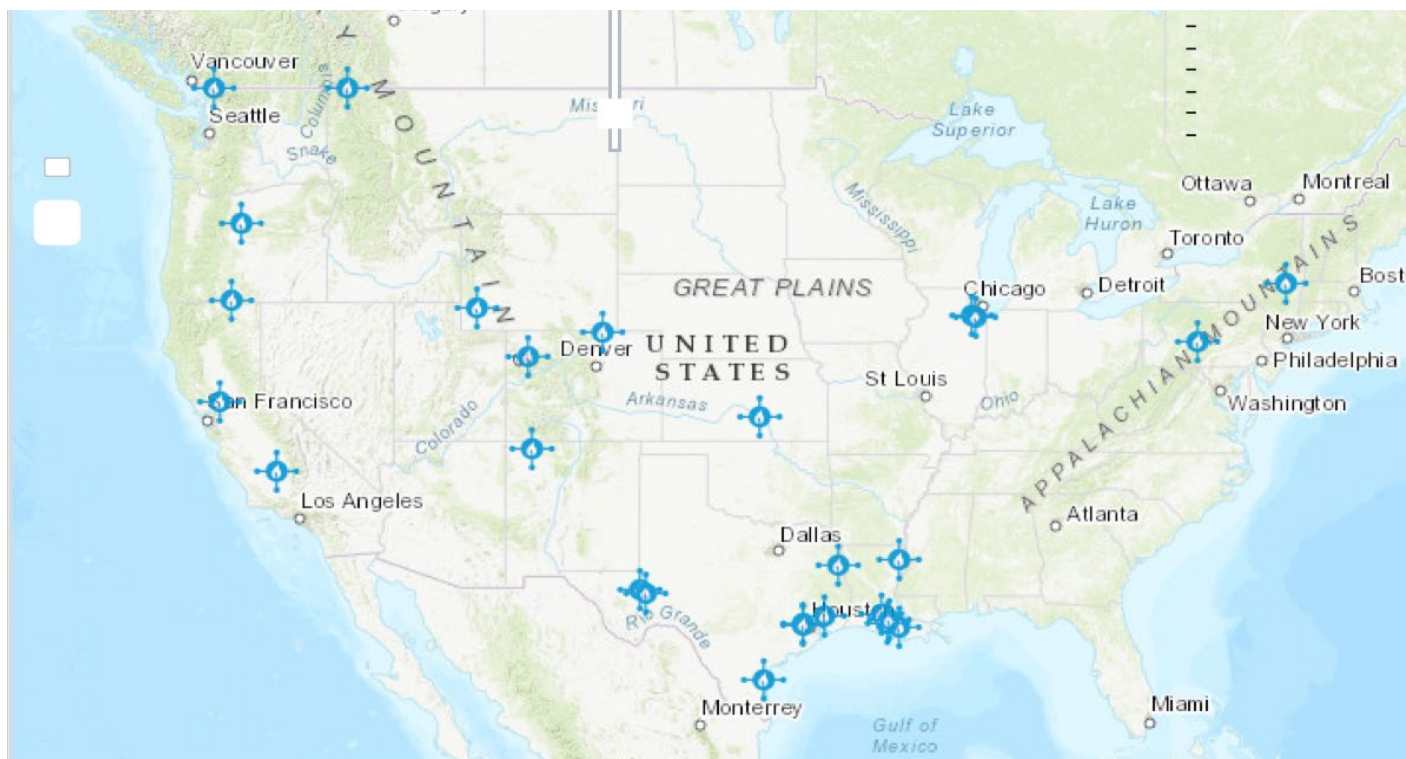 Vancouver
Seattle
Columbia
Snake
Y MOUNTAIN
Missouri
Lake
Superior
Mississippi
Ottawa
Montreal
Lake
Huron
Toronto
GREAT PLAINS
Chicago
Detroit
Bost
New York
Philadelphia
Washington
APPALACHIAN MOUNTAINS
Denver
UNITED
STATES
St Louis
Ohio
San Francisco
Colorado
Arkansas
Los Angeles
Atlanta
Dallas
Houston
Rio Grande
Monterrey
Miami
Gulf of
Mexico